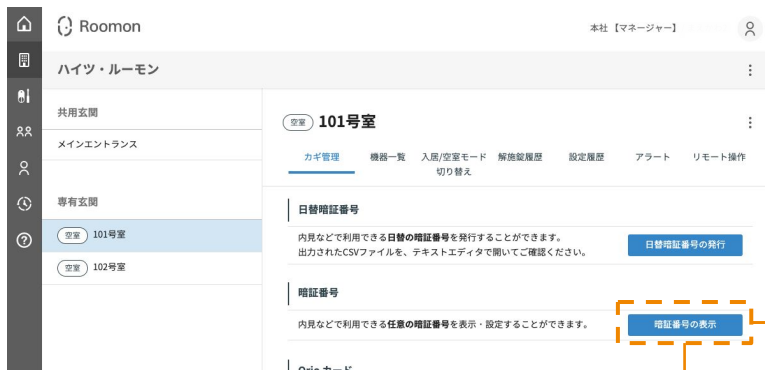 Roomon
本社 【マネージャー】
ハイツ・ルーモン
共用玄関
メインエントランス
専有玄関
空室 101号室
空室 102号室
空室 101号室
カギ管理 機器一覧 入居/空室モード 解施錠履歴 設定履歴 アラート リモート操作
切り替え
日替暗証番号
内見などで利用できる日替の暗証番号を発行することができます。
出力されたCSVファイルを、テキストエディタで開いてご確認ください。
日替暗証番号の発行
暗証番号
内見などで利用できる任意の暗証番号を表示・設定することができます。
暗証番号の表示